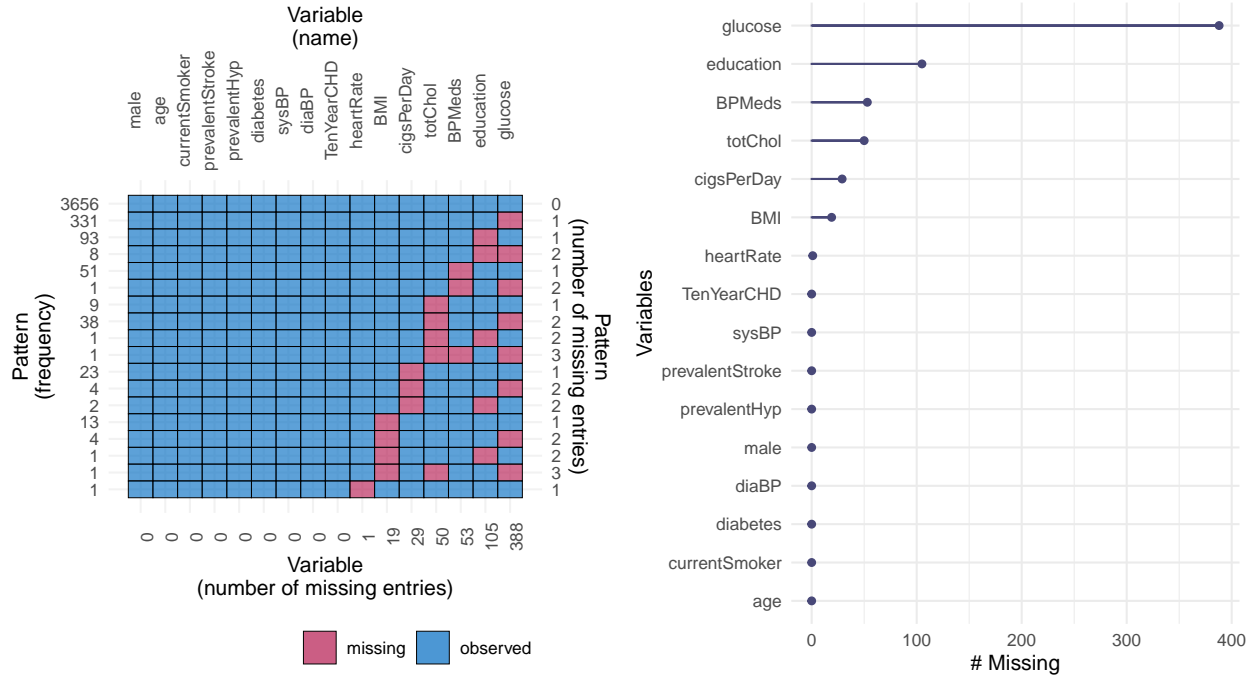 Variable
(name)
male
age
currentSmoker
prevalentStroke
prevalentHyp
diabetes
sysBP
diaBP
TenYearCHD
heartRate
BMI
cigsPerDay
totChol
BPMeds
education
glucose
Pattern
(frequency)
3656
331
93
8
51
1
9
38
1
1
23
4
2
13
4
1
1
1
0
1
1
2
1
2
1
2
2
3
1
2
2
1
2
2
3
1
Pattern
(number of missing entries)
0
0
0
0
0
0
0
0
0
1
19
29
50
53
105
388
Variable
(number of missing entries)
missing
observed
Variables
glucose
education
BPMeds
totChol
cigsPerDay
BMI
heartRate
TenYearCHD
sysBP
prevalentStroke
prevalentHyp
male
diaBP
diabetes
currentSmoker
age
0
100
200
300
400
# Missing